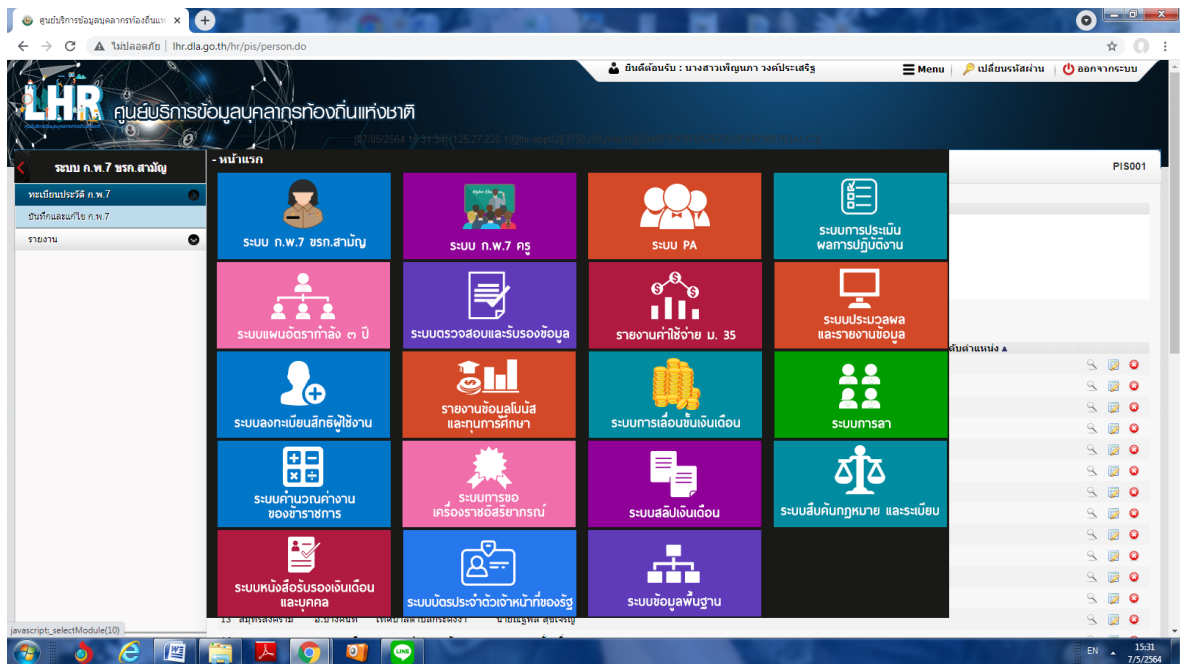 ศูนย์บริการข้อมูลบุคลากรท้องถิ่นแห่
ไม่ปลอดภัย | lhr.dla.go.th/hr/pis/person.do
ยินดีต้อนรับ : นางสาวเพ็ญนภา วงค์ประเสริฐ
Menu
เปลี่ยนรหัสผ่าน
ออกจากระบบ
LHR ศูนย์บริการข้อมูลบุคลากรท้องถิ่นแห่งชาติ
ระบบ ก.พ.7 ขรก.สามัญ
- หน้าแรก
PIS001
ทะเบียนประวัติ ก.พ.7
บันทึกและแก้ไข ก.พ.7
รายงาน
ระบบ ก.พ.7 ขรก.สามัญ
ระบบ ก.พ.7 ครู
ระบบ PA
ระบบการประเมิน
ผลการปฏิบัติงาน
ระบบแผนอัตรากำลัง ๓ ปี
ระบบตรวจสอบและรับรองข้อมูล
รายงานค่าใช้จ่าย ม. 35
ระบบประมวลผล
และรายงานข้อมูล
ดับตำแหน่ง
ระบบลงทะเบียนสิทธิผู้ใช้งาน
รายงานข้อมูลโบนัส
และทุนการศึกษา
ระบบการเลื่อนขั้นเงินเดือน
ระบบการลา
ระบบคำนวณค่างาน
ของข้าราชการ
ระบบการขอ
เครื่องราชอิสริยาภรณ์
ระบบสลิปเงินเดือน
ระบบสืบค้นกฎหมาย และระเบียบ
ระบบหนังสือรับรองเงินเดือน
และบุคคล
ระบบบัตรประจำตัวเจ้าหน้าที่ของรัฐ
ระบบข้อมูลพื้นฐาน
javascript:_selectModule(10)
EN
15:31
7/5/2564